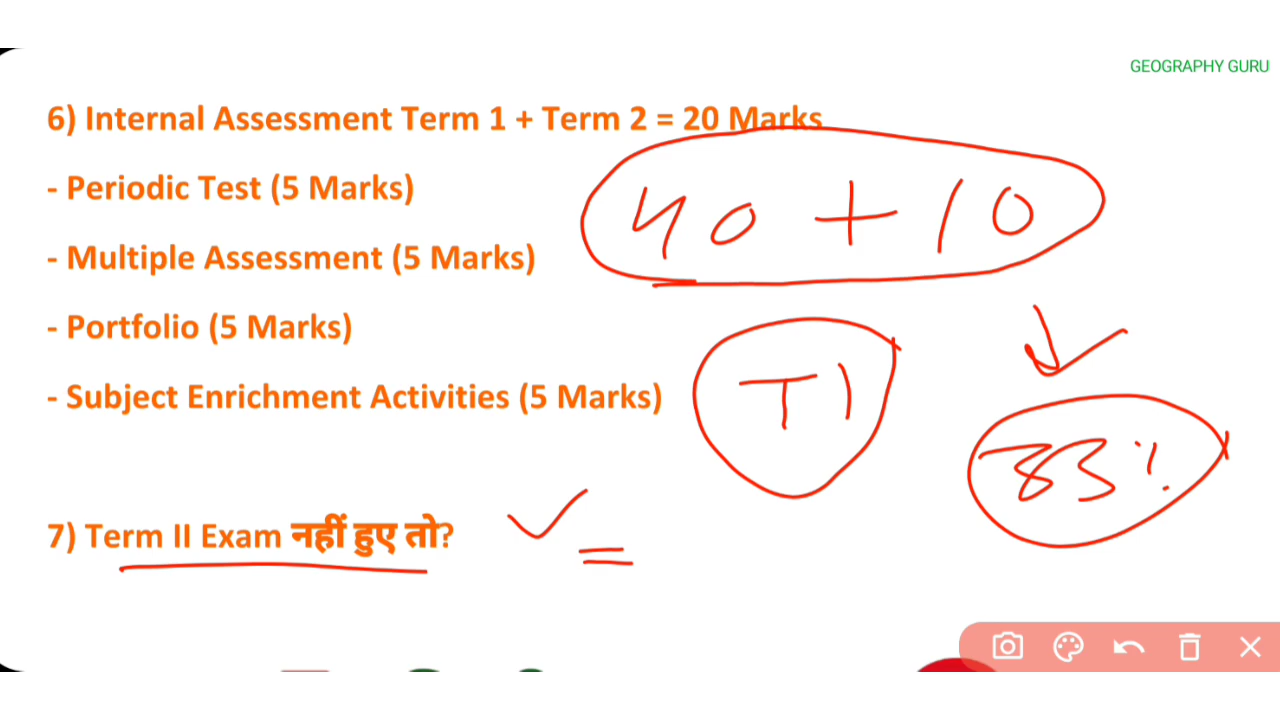 GEOGRAPHY GURU
6) Internal Assessment Term 1 + Term 2 = 20 Marks
- Periodic Test (5 Marks)
40 + 10
- Multiple Assessment (5 Marks)
- Portfolio (5 Marks)
- Subject Enrichment Activities (5 Marks)
T1
33%
7) Term II Exam नहीं हुए तो?